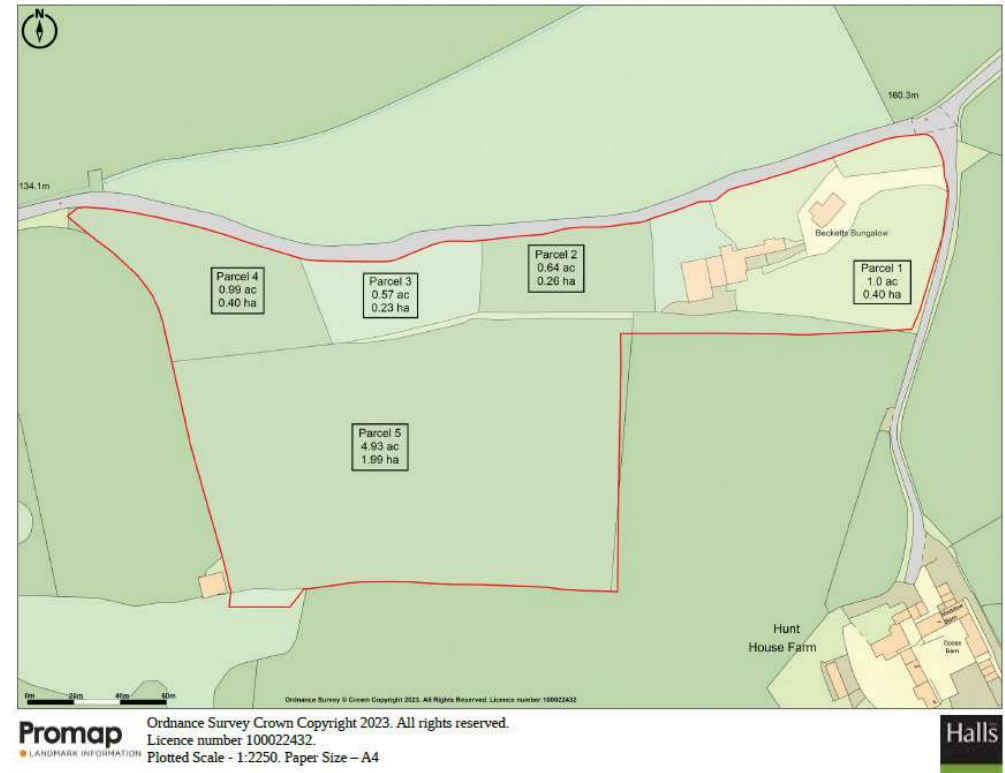 160.3m
134.1m
Becketts Bungalow
Parcel 2
0.64 ac
0.26 ha
Parcel 4
0.99 ac
0.40 ha
Parcel 3
0.57 ac
0.23 ha
Parcel 1
1.0 ac
0.40 ha
Parcel 5
4.93 ac
1.99 ha
Hunt
House Farm
Goose
Barn
Barn
0m 20m 40m 60m
Ordnance Survey © Crown Copyright 2023. All Rights Reserved. Licence number 100022432
Promap
LANDMARK INFORMATION
Ordnance Survey Crown Copyright 2023. All rights reserved.
Licence number 100022432.
Plotted Scale - 1:2250. Paper Size – A4
Halls